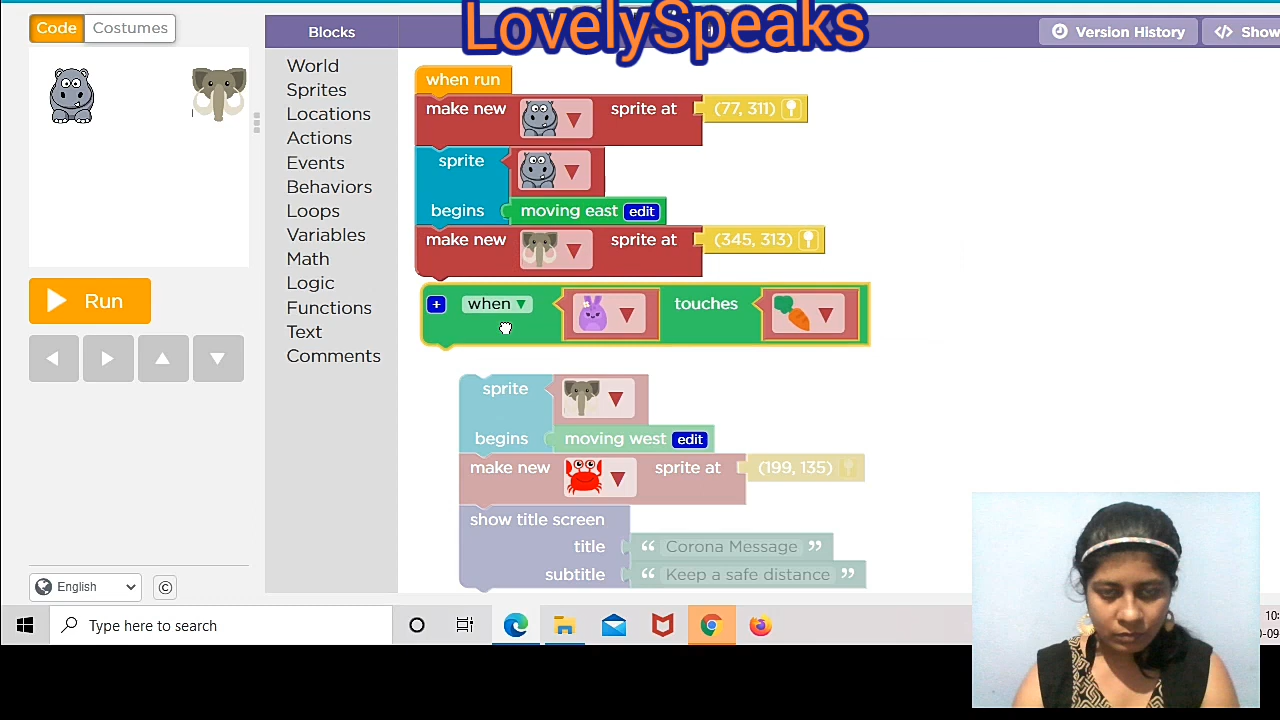 LovelySpeaks
Code
Costumes
Blocks
Version History
Show
World
Sprites
Locations
Actions
Events
Behaviors
Loops
Variables
Math
Logic
Functions
Text
Comments
when run
make new sprite at (77, 311)
sprite
begins moving east edit
make new sprite at (345, 313)
+ when touches
sprite
begins moving west edit
make new sprite at (199, 135)
show title screen
title “ Corona Message ”
subtitle “ Keep a safe distance ”
Run
English
©
Type here to search
10:
-09